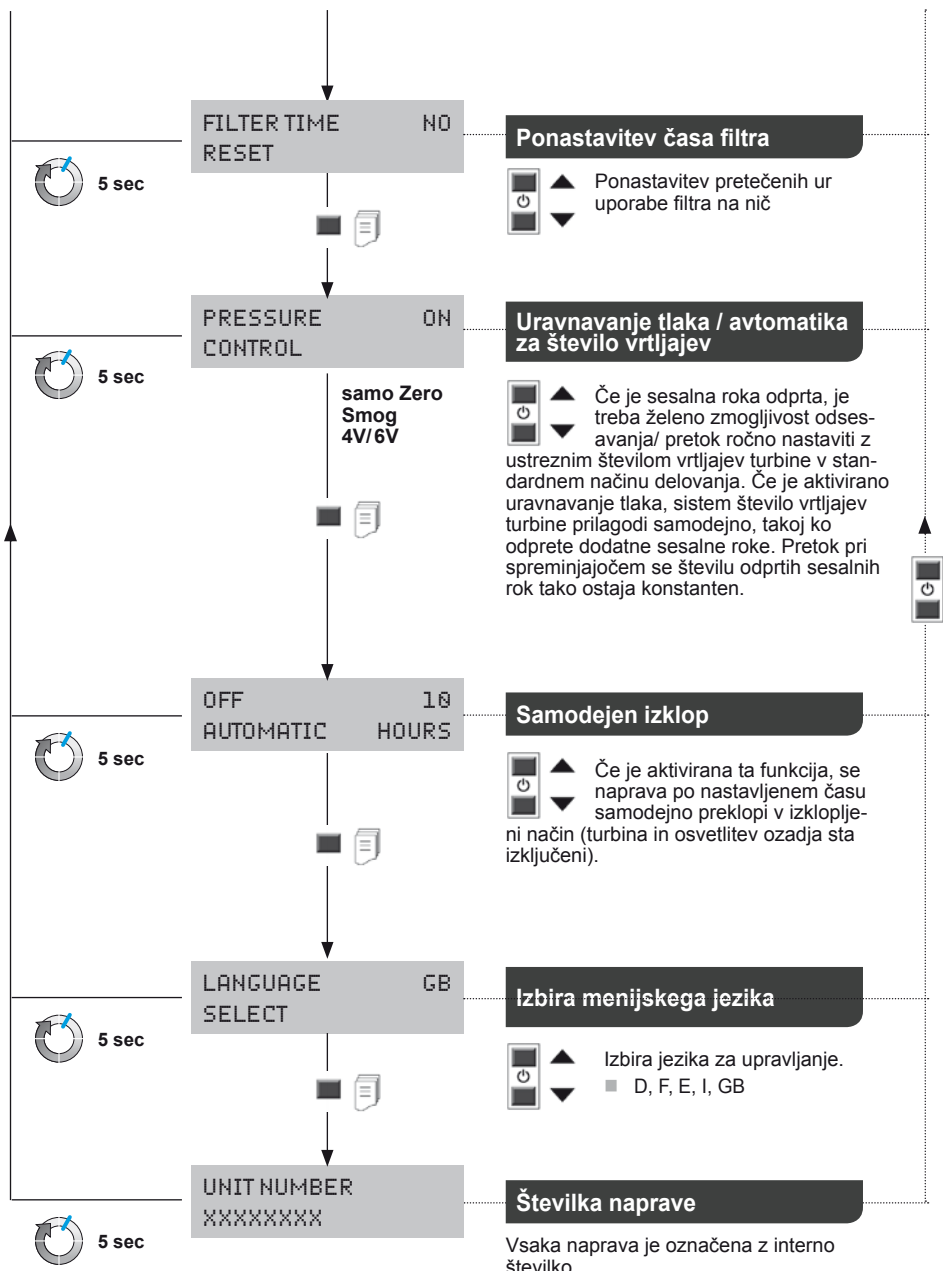 FILTER TIME NO
RESET
5 sec
Ponastavitev časa filtra
Ponastavitev pretečenih ur
uporabe filtra na nič
PRESSURE ON
CONTROL
5 sec
samo Zero
Smog
4V/6V
Uravnavanje tlaka / avtomatika
za število vrtljajev
Če je sesalna roka odprta, je
treba želeno zmogljivost odses-
avanja/ pretok ročno nastaviti z
ustreznim številom vrtljajev turbine v stan-
dardnem načinu delovanja. Če je aktivirano
uravnavanje tlaka, sistem število vrtljajev
turbine prilagodi samodejno, takoj ko
odprete dodatne sesalne roke. Pretok pri
spreminjajočem se številu odprtih sesalnih
rok tako ostaja konstanten.
OFF 10
AUTOMATIC HOURS
5 sec
Samodejen izklop
Če je aktivirana ta funkcija, se
naprava po nastavljenem času
samodejno preklopi v izkloplje-
ni način (turbina in osvetlitev ozadja sta
izključeni).
LANGUAGE GB
SELECT
5 sec
Izbira menijskega jezika
Izbira jezika za upravljanje.
D, F, E, I, GB
UNIT NUMBER
XXXXXXXX
5 sec
Številka naprave
Vsaka naprava je označena z interno
številko